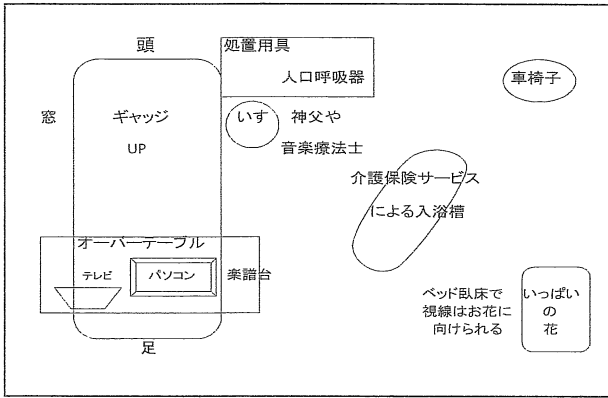 頭
処置用具
人口呼吸器
車椅子
窓
ギャッジ
UP
いす
神父や
音楽療法士
介護保険サービス
による入浴槽
オーバーテーブル
テレビ
パソコン
楽譜台
足
ベッド臥床で
視線はお花に
向けられる
いっぱい
の
花